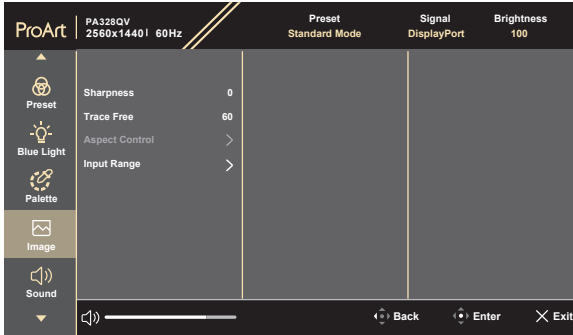 ProArt
PA328QV
2560x1440I 60Hz
Preset
Standard Mode
Signal
DisplayPort
Brightness
100
Preset
Blue Light
Palette
Image
Sound
Sharpness 0
Trace Free 60
Aspect Control
Input Range
Back
Enter
Exit